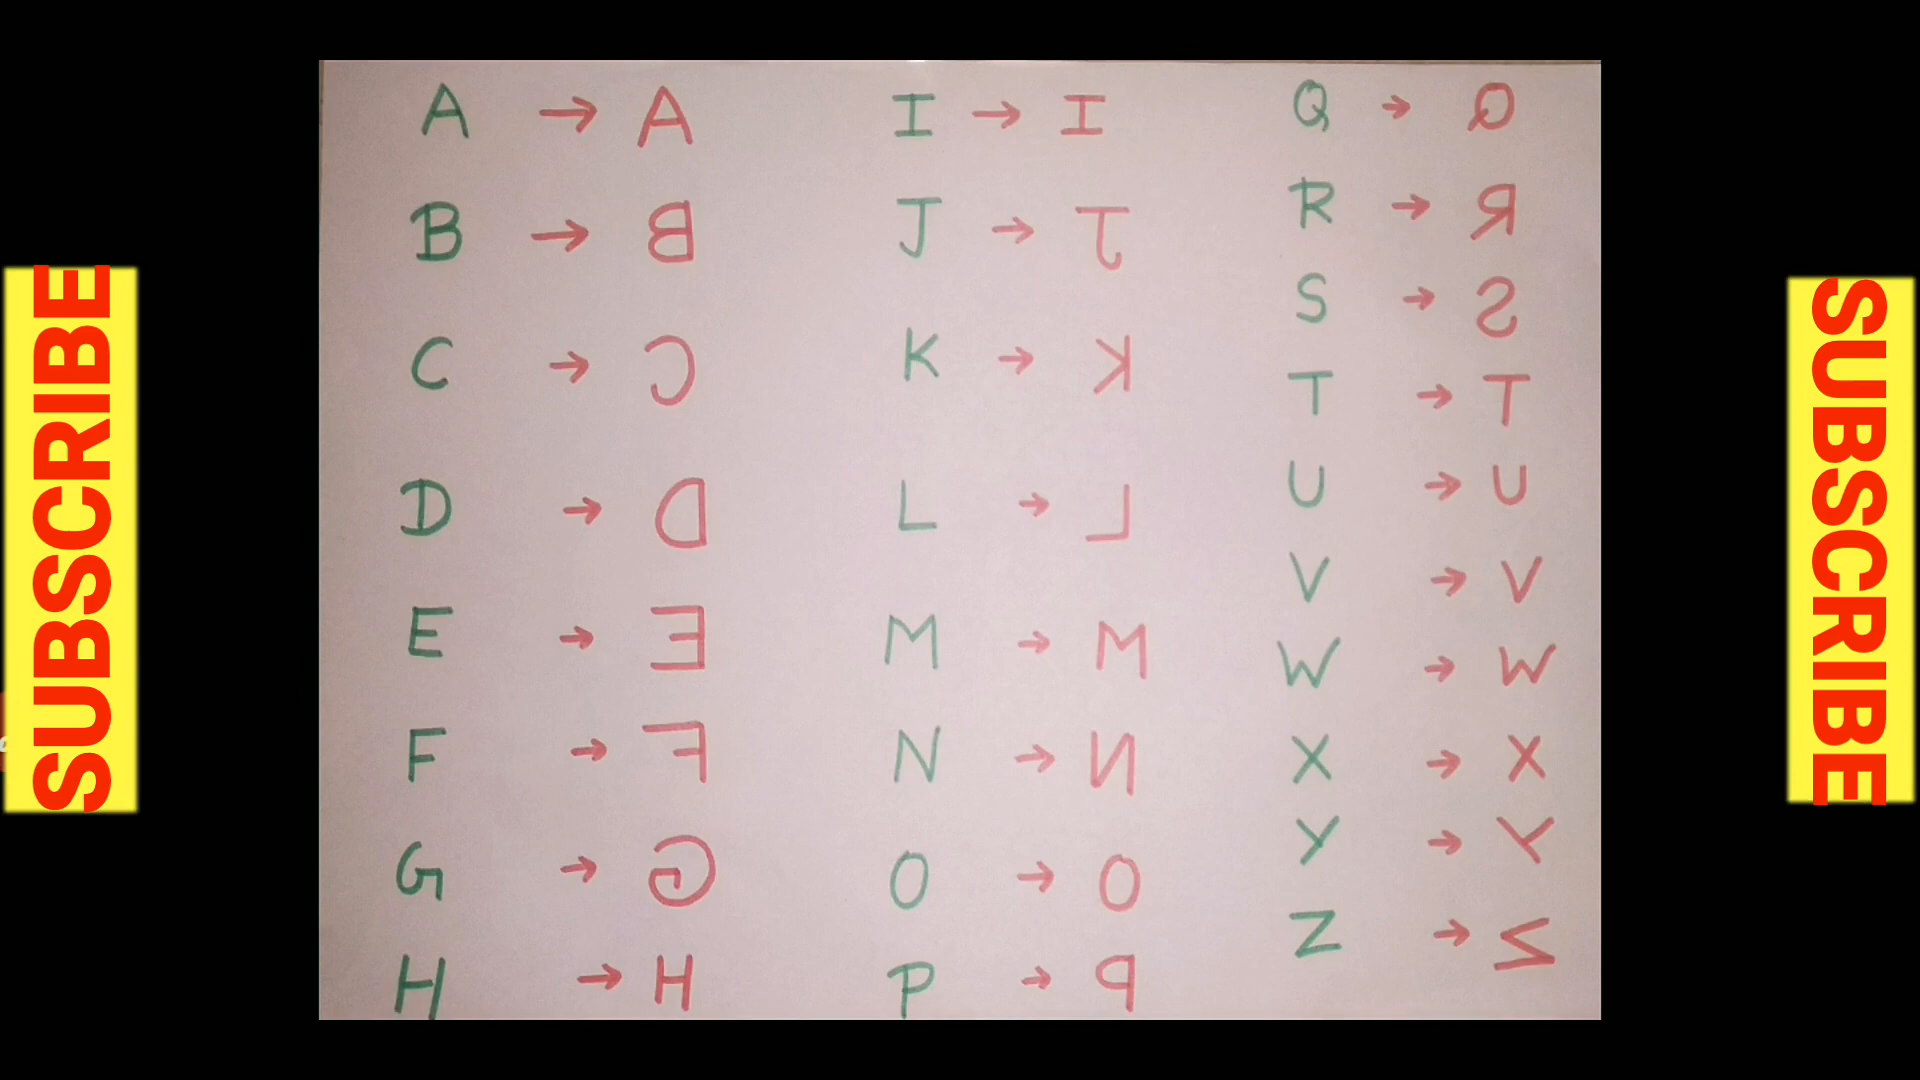 SUBSCRIBE
A → A
B → B
C → Ɔ
D → D
E → Ǝ
F → F
G → G
H → H
I → I
J → J
K → K
L → L
M → M
N → И
O → O
P → P
Q → Q
R → Я
S → S
T → T
U → U
V → V
W → W
X → X
Y → Y
Z → Z
SUBSCRIBE